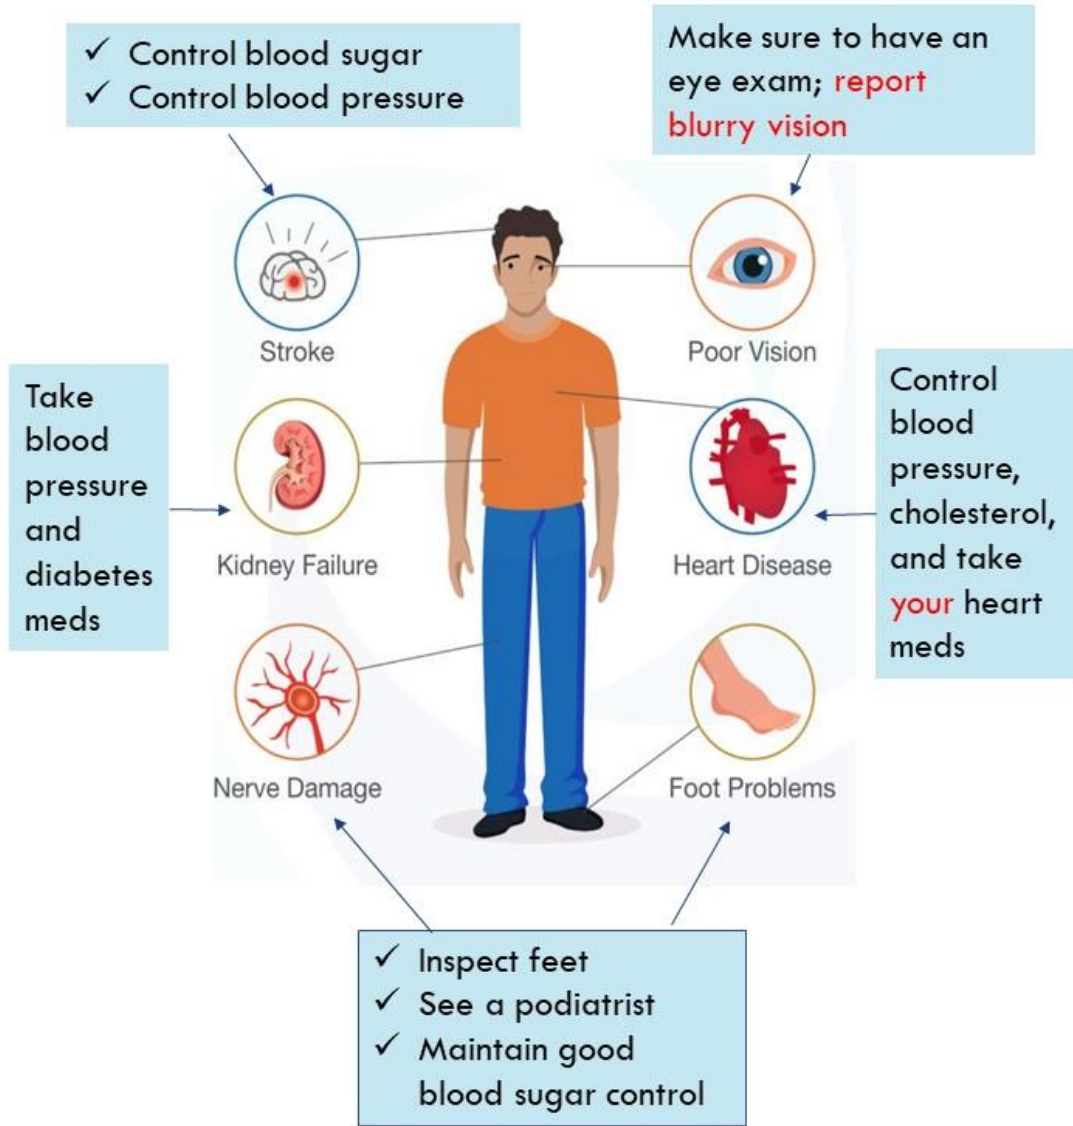 ✓ Control blood sugar
✓ Control blood pressure
Make sure to have an
eye exam; report
blurry vision
Stroke
Poor Vision
Take
blood
pressure
and
diabetes
meds
Kidney Failure
Heart Disease
Control
blood
pressure,
cholesterol,
and take
your heart
meds
Nerve Damage
Foot Problems
✓ Inspect feet
✓ See a podiatrist
✓ Maintain good
blood sugar control